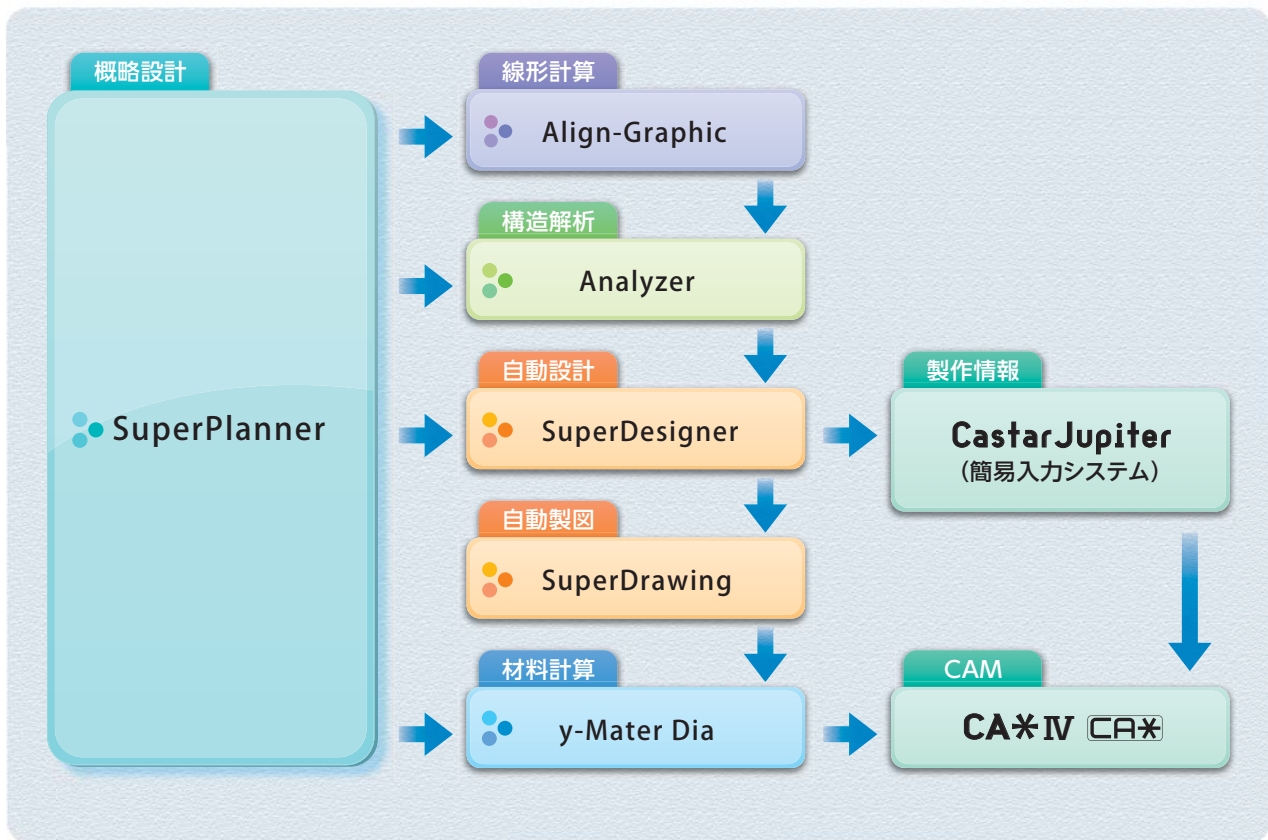 概略設計
SuperPlanner
線形計算
Align-Graphic
構造解析
Analyzer
自動設計
SuperDesigner
自動製図
SuperDrawing
材料計算
y-Mater Dia
製作情報
CastarJupiter
(簡易入力システム)
CAM
CA*Ⅳ CA*